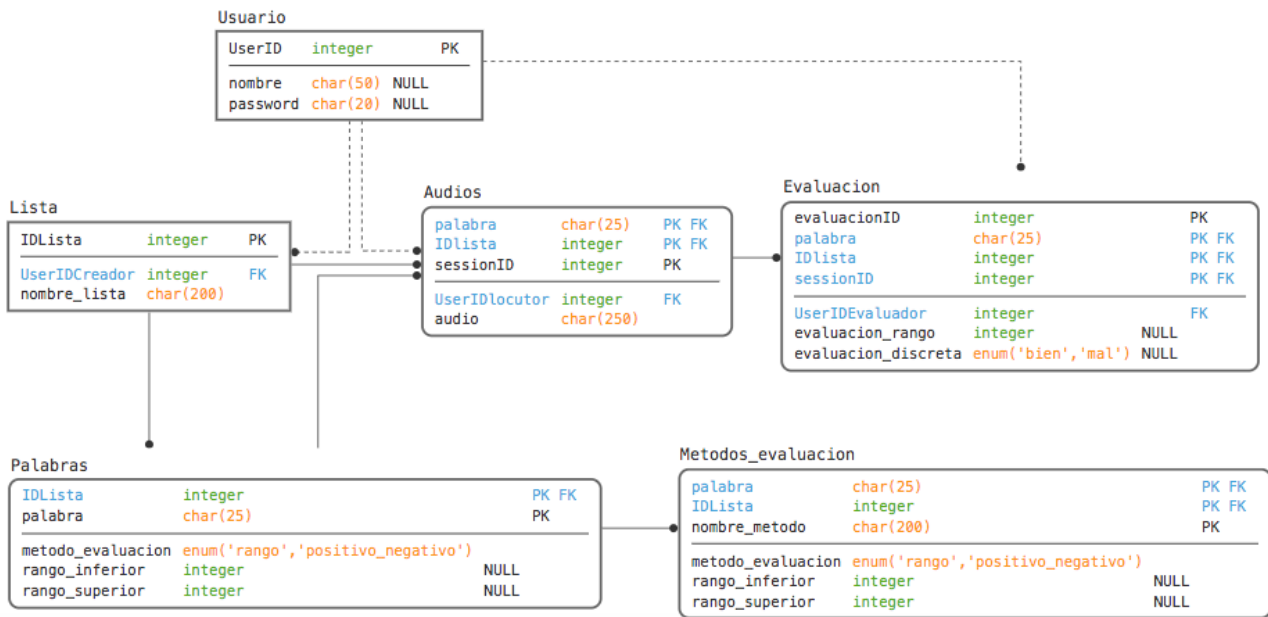 Usuario
UserID integer PK
nombre char(50) NULL
password char(20) NULL
Lista
IDLista integer PK
UserIDCreador integer FK
nombre_lista char(200)
Audios
palabra char(25) PK FK
IDlista integer PK FK
sessionID integer PK
UserIDlocutor integer FK
audio char(250)
Evaluacion
evaluacionID integer PK
palabra char(25) PK FK
IDlista integer PK FK
sessionID integer PK FK
UserIDEvaluador integer FK
evaluacion_rango integer NULL
evaluacion_discreta enum('bien','mal') NULL
Palabras
IDLista integer PK FK
palabra char(25) PK
metodo_evaluacion enum('rango','positivo_negativo')
rango_inferior integer NULL
rango_superior integer NULL
Metodos_evaluacion
palabra char(25) PK FK
IDLista integer PK FK
nombre_metodo char(200) PK
metodo_evaluacion enum('rango','positivo_negativo')
rango_inferior integer NULL
rango_superior integer NULL